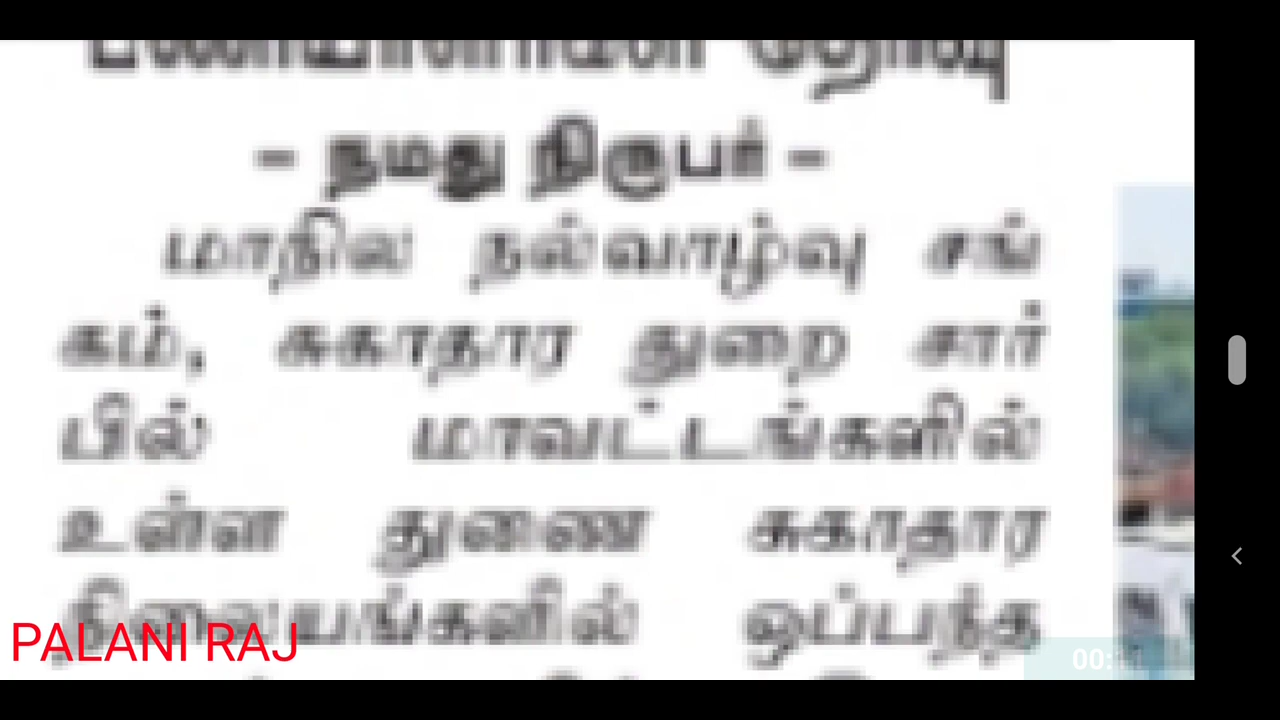 - நமது நிருபர் -
மாநில நல்வாழ்வு சங்
கம், சுகாதார துறை சார்
பில் மாவட்டங்களில்
உள்ள துணை சுகாதார
நிலையங்களில் ஒப்பந்த
PALANI RAJ